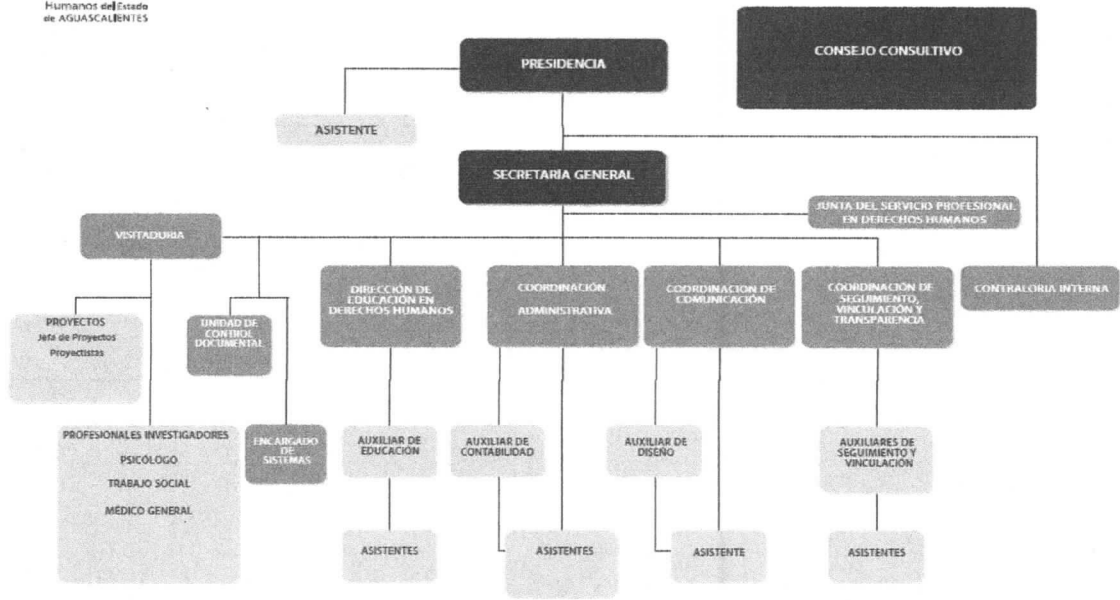 Humanos del Estado
de AGUASCALIENTES
PRESIDENCIA
CONSEJO CONSULTIVO
ASISTENTE
SECRETARÍA GENERAL
JUNTA DEL SERVICIO PROFESIONAL
EN DERECHOS HUMANOS
VISITADURIA
DIRECCIÓN DE
EDUCACIÓN EN
DERECHOS HUMANOS
COORDINACIÓN
ADMINISTRATIVA
COORDINACION DE
COMUNICACIÓN
COORDINACIÓN DE
SEGUIMIENTO,
VINCULACIÓN Y
TRANSPARENCIA
CONTRALORIA INTERNA
PROYECTOS
Jefa de Proyectos
Proyectistas
UNIDAD DE
CONTROL
DOCUMENTAL
PROFESIONALES INVESTIGADORES
PSICÓLOGO
TRABAJO SOCIAL
MÉDICO GENERAL
ENCARGADO
DE
SISTEMAS
AUXILIAR DE
EDUCACIÓN
AUXILIAR DE
CONTABILIDAD
AUXILIAR DE
DISEÑO
AUXILIARES DE
SEGUIMIENTO Y
VINCULACIÓN
ASISTENTES
ASISTENTES
ASISTENTE
ASISTENTES